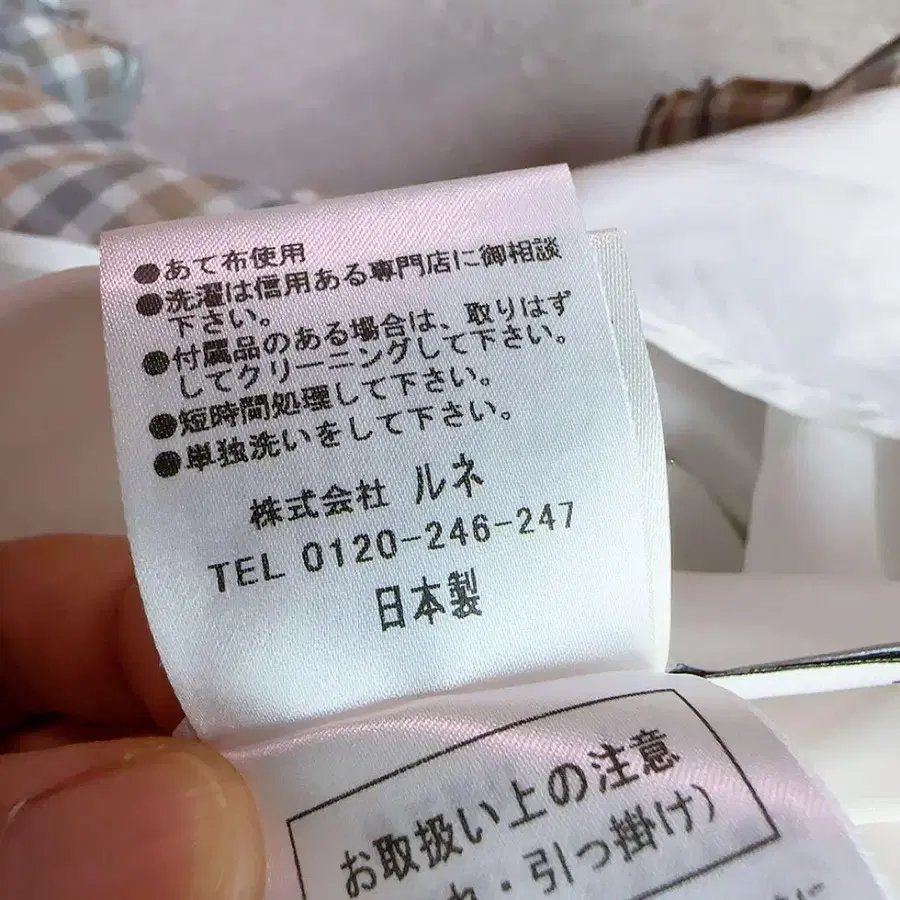 ●あて布使用
●洗濯は信用ある専門店に御相談
下さい。
●付属品のある場合は、取りはず
してクリーニングして下さい。
●短時間処理して下さい。
●単独洗いをして下さい。
株式会社 ルネ
TEL 0120-246-247
日本製
お取扱い上の注意
・引っ掛け）